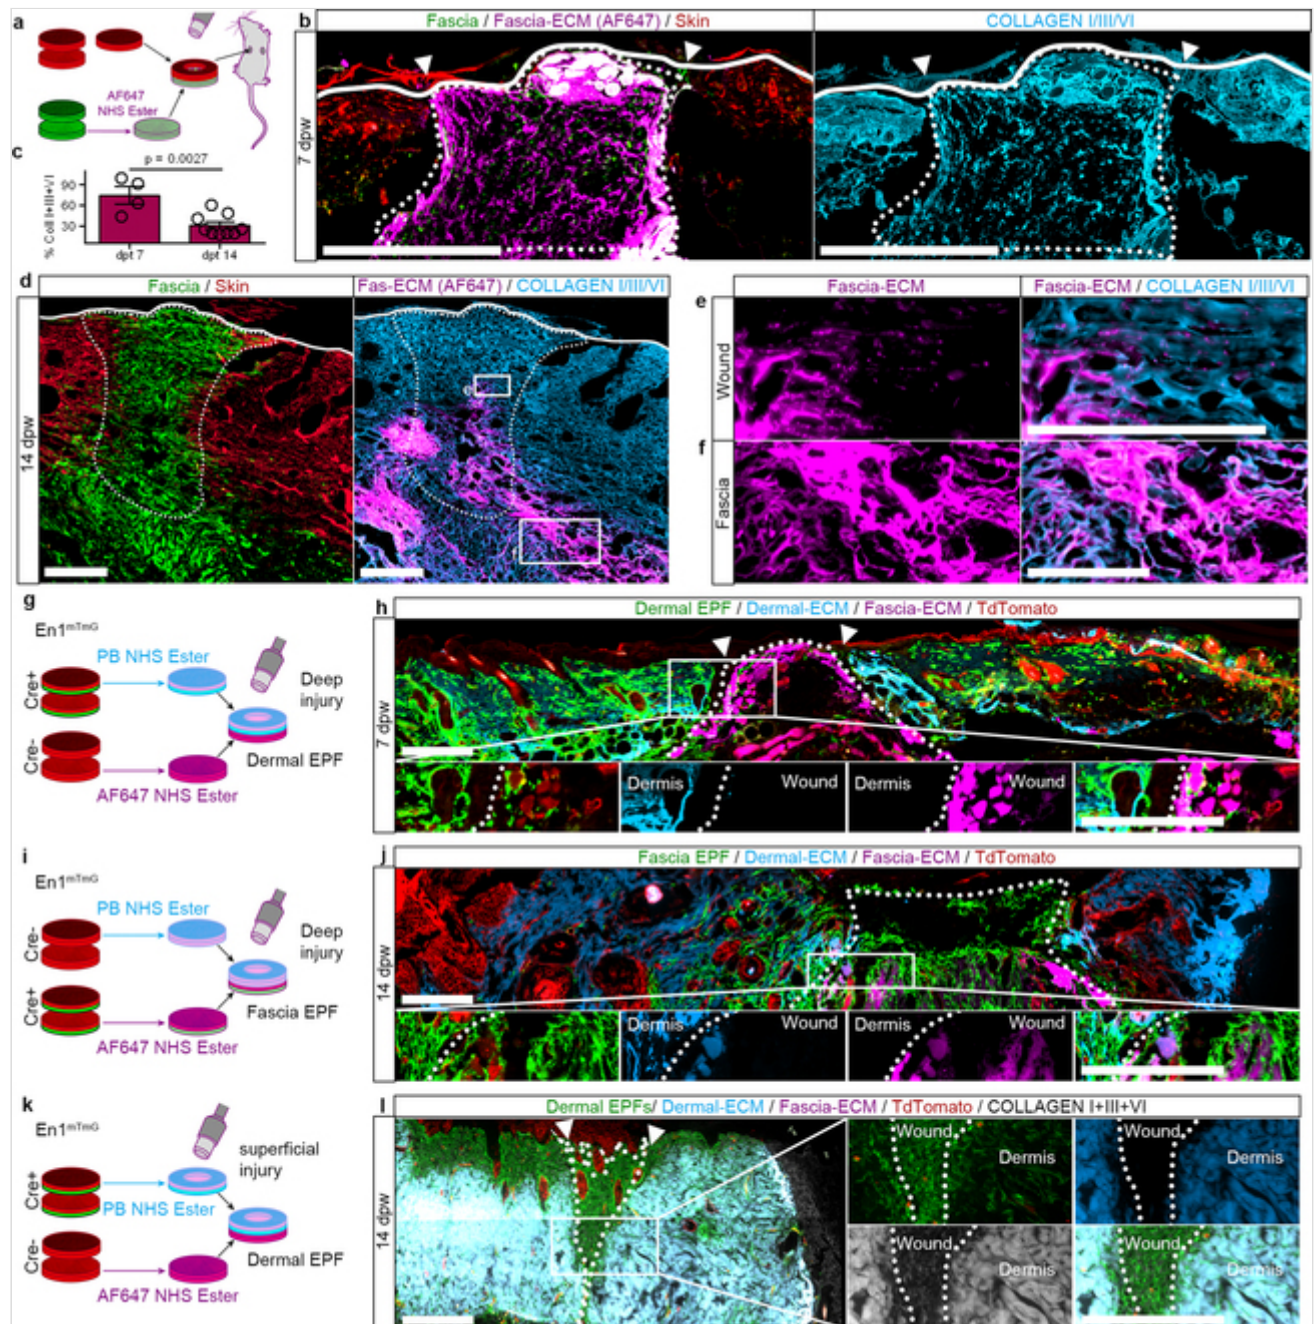 a
AF647
NHS Ester
b
Fascia / Fascia-ECM (AF647) / Skin
COLLAGEN I/III/VI
7 dpw
c
p = 0.0027
% Coll I+III+VI
90
60
30
dpt 7
dpt 14
d
Fascia / Skin
Fas-ECM (AF647) / COLLAGEN I/III/VI
14 dpw
e
f
Fascia-ECM
Fascia-ECM / COLLAGEN I/III/VI
e
Wound
f
Fascia
g
En1mTmG
PB NHS Ester
Cre+
Cre-
Deep
injury
Dermal EPF
AF647 NHS Ester
h
Dermal EPF / Dermal-ECM / Fascia-ECM / TdTomato
7 dpw
Dermis
Wound
Dermis
Wound
i
En1mTmG
PB NHS Ester
Cre-
Cre+
Deep
injury
Fascia EPF
AF647 NHS Ester
j
Fascia EPF / Dermal-ECM / Fascia-ECM / TdTomato
14 dpw
Dermis
Wound
Dermis
Wound
k
En1mTmG
superficial
injury
Cre+
PB NHS Ester
Cre-
Dermal EPF
AF647 NHS Ester
l
Dermal EPFs/ Dermal-ECM / Fascia-ECM / TdTomato / COLLAGEN I+III+VI
14 dpw
Wound
Dermis
Wound
Dermis
Wound
Dermis
Wound
Dermis